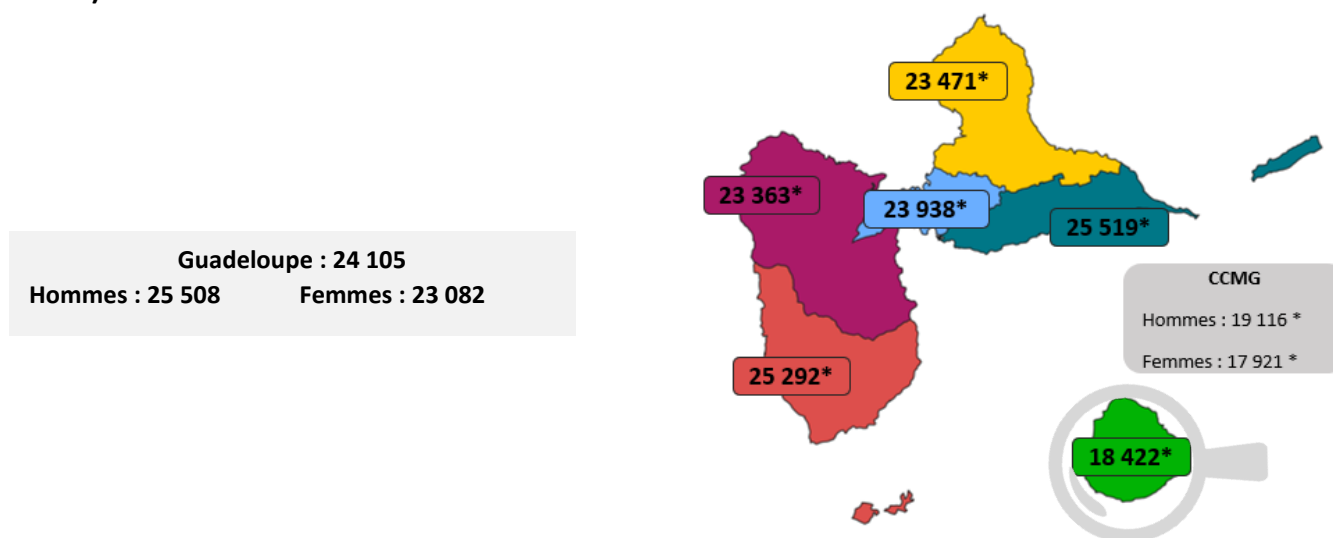 23 471*
23 363*
23 938*
25 519*
Guadeloupe : 24 105
Hommes : 25 508 Femmes : 23 082
CCMG
Hommes : 19 116 *
Femmes : 17 921 *
25 292*
18 422*